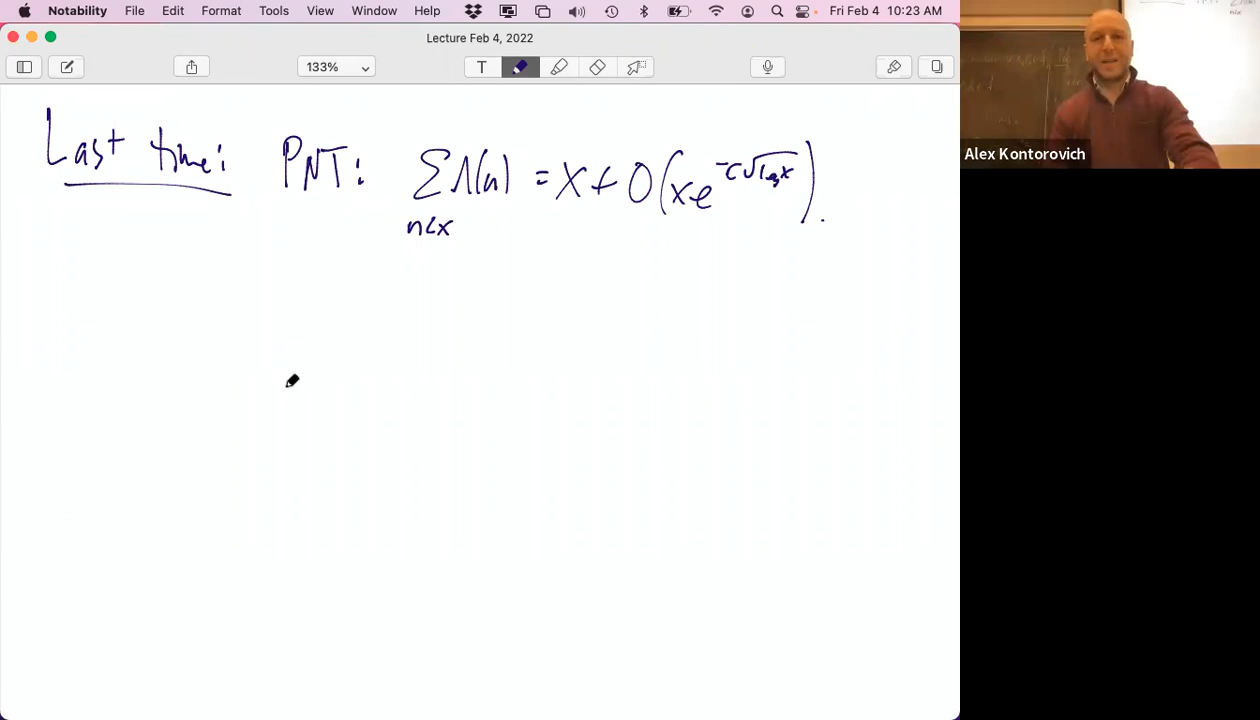 Notability File Edit Format Tools View Window Help Fri Feb 4 10:23 AM
Lecture Feb 4, 2022
133% T
Last time: PNT: ∑ Λ(n) = X + O(xe^{-c√log x}).
n<x
Alex Kontorovich